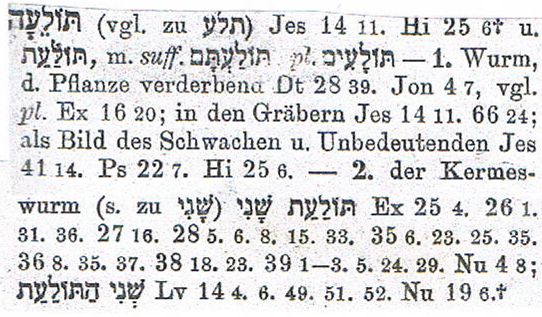 תּוֹלֵעָה (vgl. zu תלע) Jes 14 11. Hi 25 6† u.
תּוֹלַעַת, m. suff. תּוֹלַעְתָּם pl. תּוֹלָעִים — 1. Wurm,
d. Pflanze verderbend Dt 28 39. Jon 4 7, vgl.
pl. Ex 16 20; in den Gräbern Jes 14 11. 66 24;
als Bild des Schwachen u. Unbedeutenden Jes
41 14. Ps 22 7. Hi 25 6. — 2. der Kermes-
wurm (s. zu שָׁנִי) תּוֹלַעַת שָׁנִי Ex 25 4. 26 1.
31. 36. 27 16. 28 5. 6. 8. 15. 33. 35 6. 23. 25. 35.
36 8. 35. 37. 38 18. 23. 39 1—3. 5. 24. 29. Nu 4 8;
שְׁנִי הַתּוֹלַעַת Lv 14 4. 6. 49. 51. 52. Nu 19 6.†